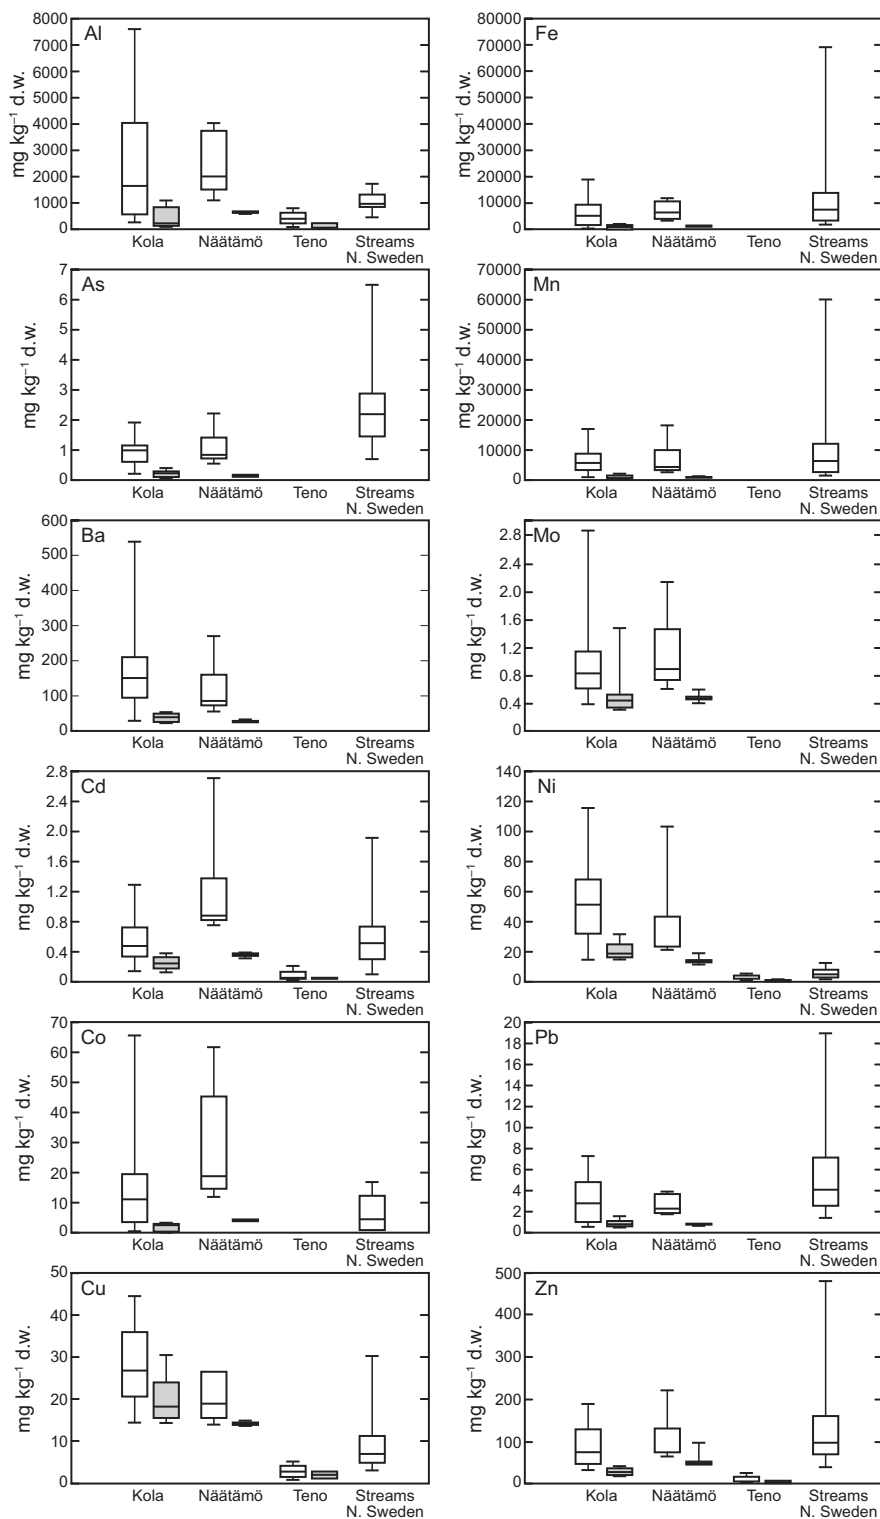 Al
8000
7000
6000
5000
4000
3000
2000
1000
0
mg kg⁻¹ d.w.
Kola Näätämö Teno Streams
N. Sweden
Fe
80000
70000
60000
50000
40000
30000
20000
10000
0
mg kg⁻¹ d.w.
Kola Näätämö Teno Streams
N. Sweden
As
7
6
5
4
3
2
1
0
mg kg⁻¹ d.w.
Kola Näätämö Teno Streams
N. Sweden
Mn
70000
60000
50000
40000
30000
20000
10000
0
mg kg⁻¹ d.w.
Kola Näätämö Teno Streams
N. Sweden
Ba
600
500
400
300
200
100
0
mg kg⁻¹ d.w.
Kola Näätämö Teno Streams
N. Sweden
Mo
2.8
2.4
2.0
1.6
1.2
0.8
0.4
mg kg⁻¹ d.w.
Kola Näätämö Teno Streams
N. Sweden
Cd
2.8
2.4
2.0
1.6
1.2
0.8
0.4
0
mg kg⁻¹ d.w.
Kola Näätämö Teno Streams
N. Sweden
Ni
140
120
100
80
60
40
20
0
mg kg⁻¹ d.w.
Kola Näätämö Teno Streams
N. Sweden
Co
70
60
50
40
30
20
10
0
mg kg⁻¹ d.w.
Kola Näätämö Teno Streams
N. Sweden
Pb
20
18
16
14
12
10
8
6
4
2
0
mg kg⁻¹ d.w.
Kola Näätämö Teno Streams
N. Sweden
Cu
50
40
30
20
10
0
mg kg⁻¹ d.w.
Kola Näätämö Teno Streams
N. Sweden
Zn
500
400
300
200
100
0
mg kg⁻¹ d.w.
Kola Näätämö Teno Streams
N. Sweden